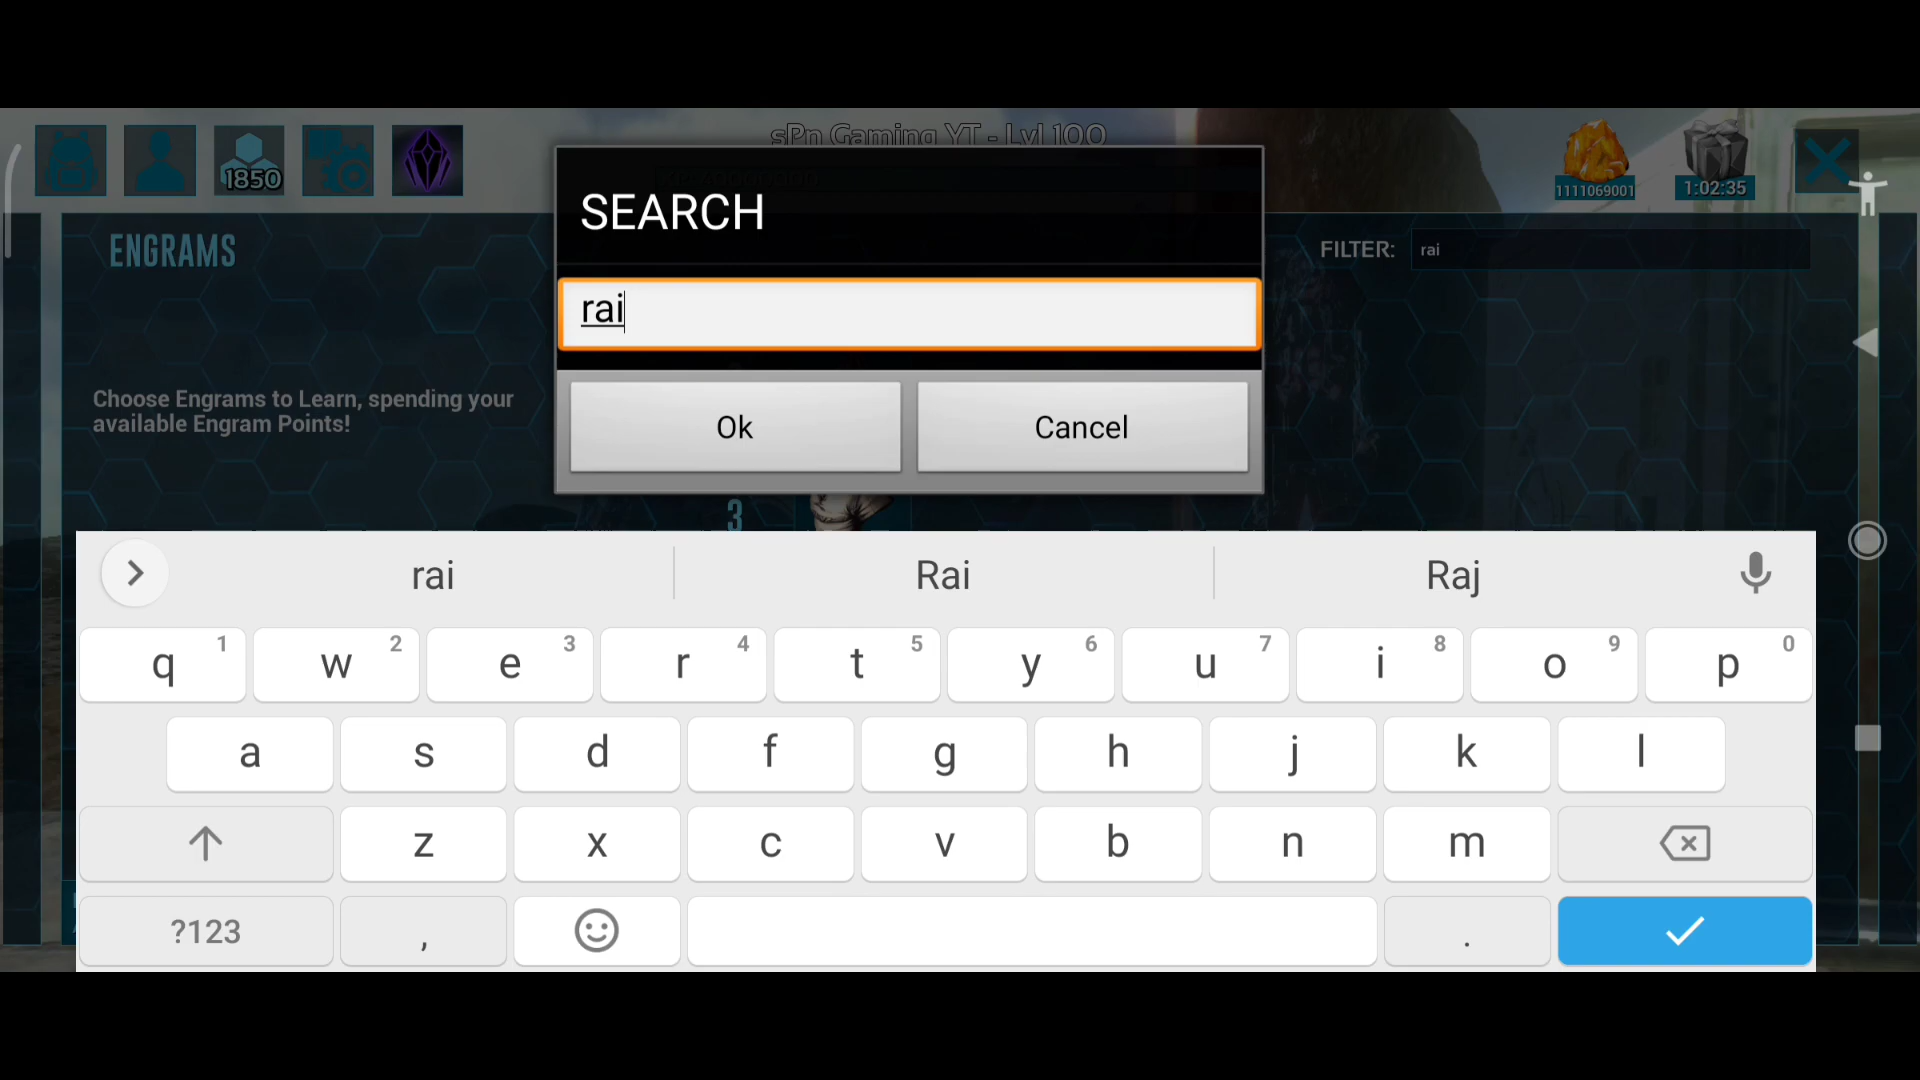 sPn Gaming YT - Lvl 100
1850
1111069001
1:02:35
SEARCH
ENGRAMS
FILTER:
rai
rai
Choose Engrams to Learn, spending your
available Engram Points!
Ok
Cancel
3
rai
Rai
Raj
q 1 w 2 e 3 r 4 t 5 y 6 u 7 i 8 o 9 p 0
a s d f g h j k l
z x c v b n m
?123 , .